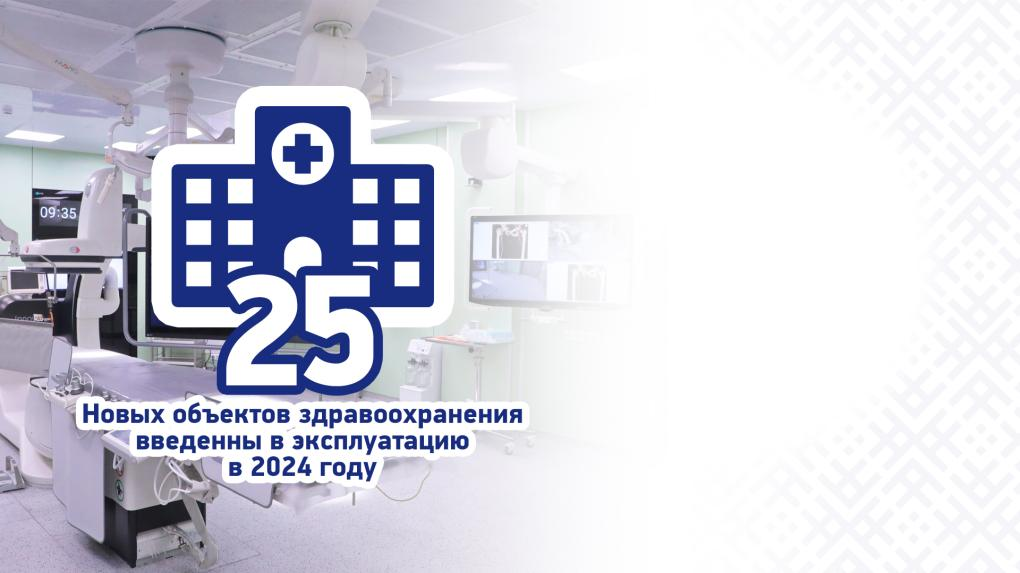 09:35
25
Новых объектов здравоохранения
введенны в эксплуатацию
в 2024 году